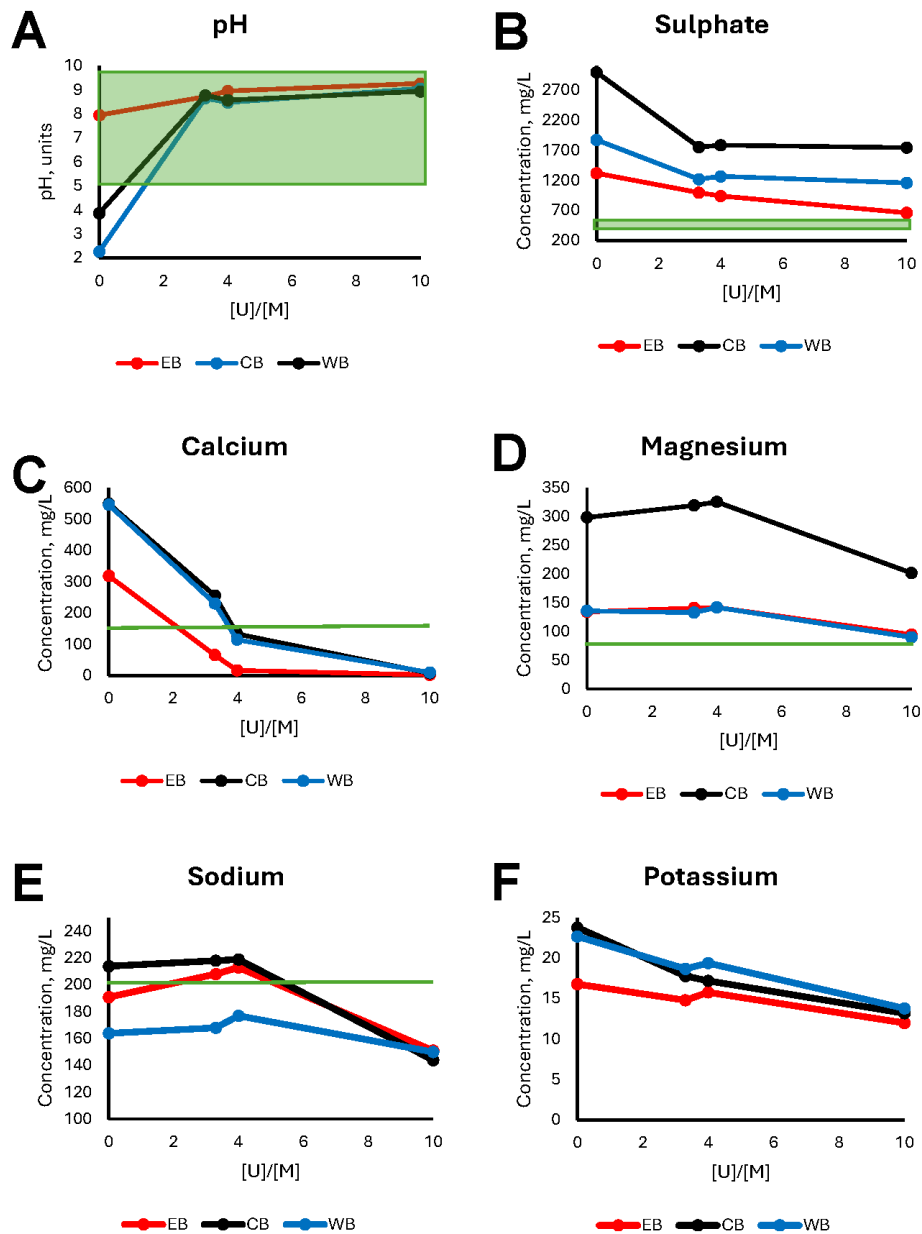 A
pH
pH, units
10
9
8
7
6
5
4
3
2
0 2 4 6 8 10
[U]/[M]
EB CB WB
B
Sulphate
Concentration, mg/L
2700
2200
1700
1200
700
200
0 2 4 6 8 10
[U]/[M]
EB CB WB
C
Calcium
Concentration, mg/L
600
500
400
300
200
100
0
0 2 4 6 8 10
[U]/[M]
EB CB WB
D
Magnesium
Concentration, mg/L
350
300
250
200
150
100
50
0
0 2 4 6 8 10
[U]/[M]
EB CB WB
E
Sodium
Concentration, mg/L
240
220
200
180
160
140
120
100
0 2 4 6 8 10
[U]/[M]
EB CB WB
F
Potassium
Concentration, mg/L
25
20
15
10
5
0
0 2 4 6 8 10
[U]/[M]
EB CB WB